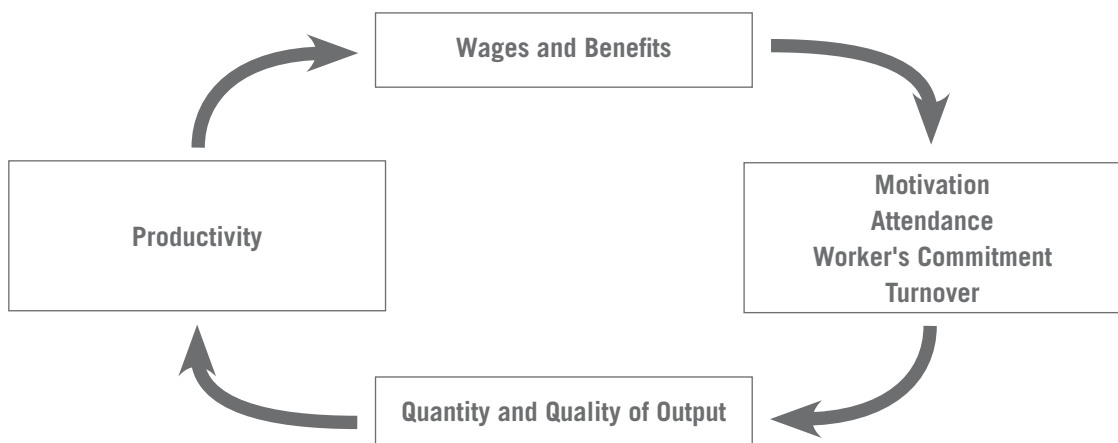 Wages and Benefits
Productivity
Motivation
Attendance
Worker's Commitment
Turnover
Quantity and Quality of Output